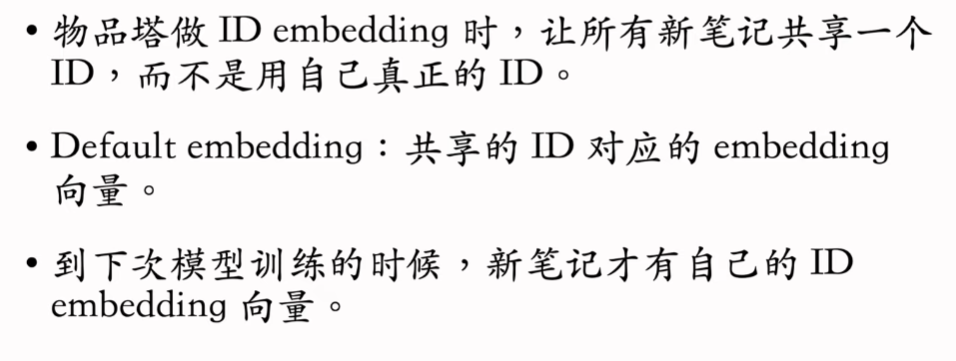 • 物品塔做 ID embedding 时，让所有新笔记共享一个
ID，而不是用自己真正的 ID。
• Default embedding：共享的 ID 对应的 embedding
向量。
• 到下次模型训练的时候，新笔记才有自己的 ID
embedding 向量。